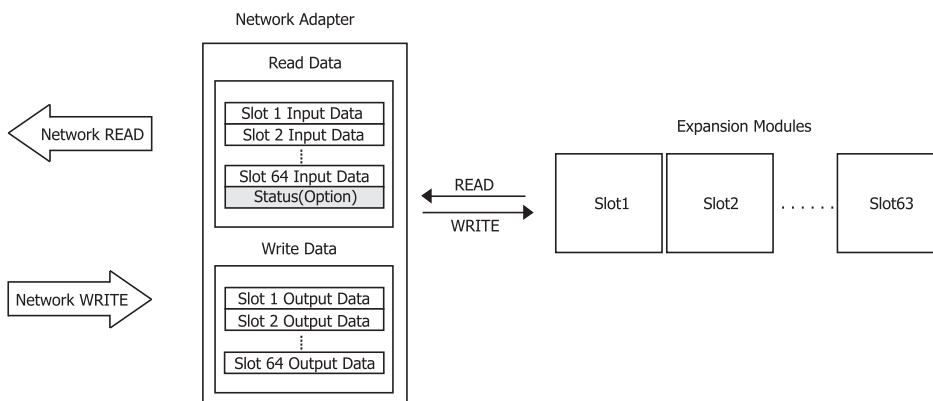 Network Adapter
Read Data
Slot 1 Input Data
Slot 2 Input Data
Slot 64 Input Data
Status(Option)
Write Data
Slot 1 Output Data
Slot 2 Output Data
Slot 64 Output Data
Network READ
Network WRITE
READ
WRITE
Expansion Modules
Slot1
Slot2
. . . . . .
Slot63